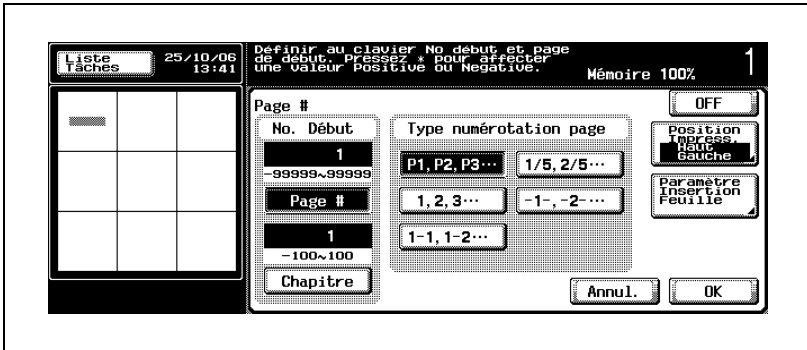 Liste
Tâches
25/10/06
13:41
Définir au clavier No début et page
de début. Pressez * pour affecter
une valeur Positive ou Negative.
Mémoire 100%
1
Page #
OFF
No. Début
1
-99999~99999
Page #
1
-100~100
Chapitre
Type numérotation page
P1, P2, P3···
1/5, 2/5···
1, 2, 3···
-1-, -2-···
1-1, 1-2···
Position
Impress.
Haut
Gauche
Paramètre
Insertion
Feuille
Annul.
OK